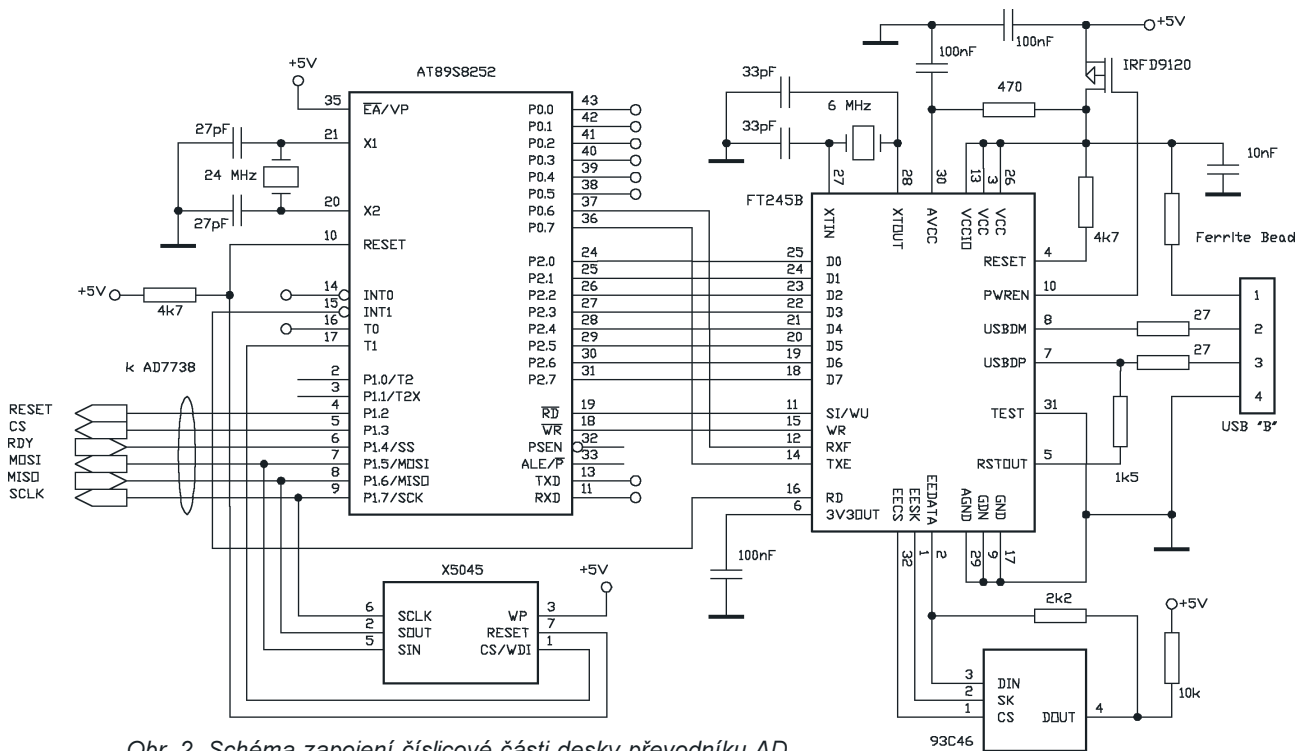 +5V
100nF
100nF
IRFD9120
AT89S8252
+5V
33pF
6 MHz
470
33pF
35
EA/VP
27pF
21
X1
24 MHz
20
X2
27pF
10
RESET
+5V
4k7
14
INT0
15
INT1
16
T0
17
T1
k AD7738
2
P1.0/T2
3
P1.1/T2X
RESET
4
P1.2
CS
5
P1.3
RDY
6
P1.4/SS
MOSI
7
P1.5/MOSI
MISO
8
P1.6/MISO
SCLK
9
P1.7/SCK
P0.0
43
P0.1
42
P0.2
41
P0.3
40
P0.4
39
P0.5
38
P0.6
37
P0.7
36
P2.0
24
P2.1
25
P2.2
26
P2.3
27
P2.4
28
P2.5
29
P2.6
30
P2.7
31
RD
19
WR
18
PSEN
32
ALE/P
33
TXD
13
RXD
11
FT245B
27
XTIN
28
XTOUT
30
AVCC
13
VCCIO
3
VCC
26
VCC
10nF
4k7
Ferrite Bead
25
D0
24
D1
23
D2
22
D3
21
D4
20
D5
19
D6
18
D7
11
SI/WU
15
WR
12
RXF
14
TXE
16
RD
6
3V3OUT
RESET
4
PWREN
10
USBDM
8
27
USBDP
7
27
TEST
31
RSTOUT
5
1k5
1
2
3
4
USB "B"
EECS
EESK
EEDATA
AGND
GDN
GND
32
1
2
29
9
17
100nF
X5045
+5V
6
SCLK
2
SOUT
5
SIN
WP
3
RESET
7
CS/WDI
1
2k2
+5V
10k
3
DIN
2
SK
1
CS
DOUT
4
93C46
Obr. 2. Schéma zapojení číslicové části desky převodníku AD